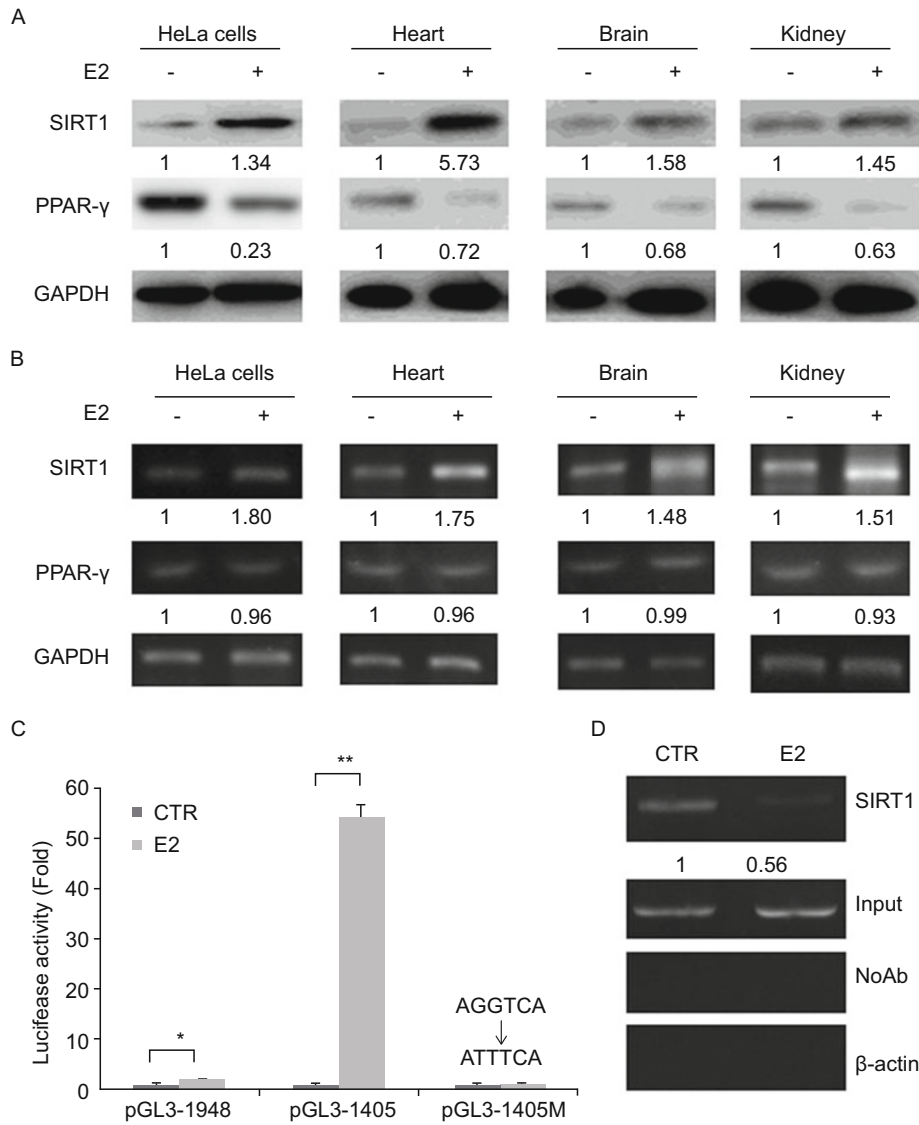 A
HeLa cells Heart Brain Kidney
E2 - + - + - + - +
SIRT1
1 1.34 1 5.73 1 1.58 1 1.45
PPAR-γ
1 0.23 1 0.72 1 0.68 1 0.63
GAPDH
B
HeLa cells Heart Brain Kidney
E2 - + - + - + - +
SIRT1
1 1.80 1 1.75 1 1.48 1 1.51
PPAR-γ
1 0.96 1 0.96 1 0.99 1 0.93
GAPDH
C
Lucifease activity (Fold)
60
50
40
30
20
10
0
CTR
E2
*
**
AGGTCA
ATTTCA
pGL3-1948 pGL3-1405 pGL3-1405M
D
CTR E2
SIRT1
1 0.56
Input
NoAb
β-actin